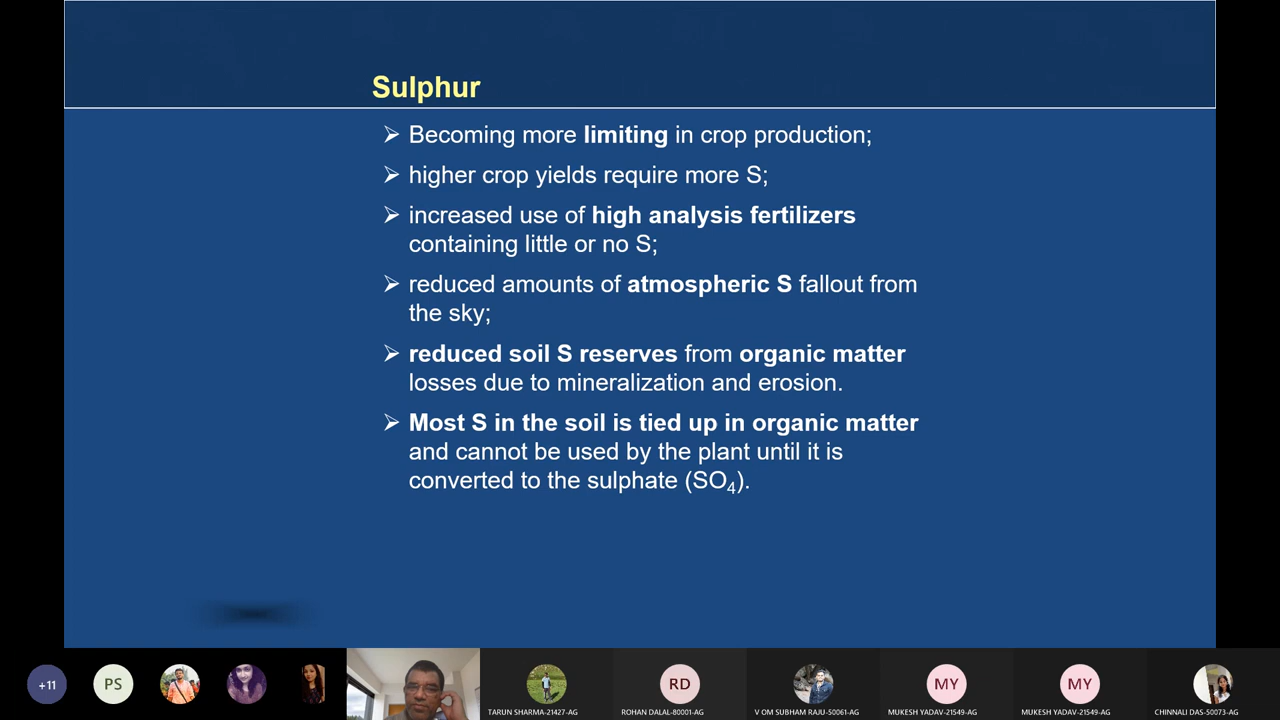 Sulphur
➢ Becoming more limiting in crop production;
➢ higher crop yields require more S;
➢ increased use of high analysis fertilizers
containing little or no S;
➢ reduced amounts of atmospheric S fallout from
the sky;
➢ reduced soil S reserves from organic matter
losses due to mineralization and erosion.
➢ Most S in the soil is tied up in organic matter
and cannot be used by the plant until it is
converted to the sulphate (SO₄).
+11
PS
RD
MY
MY
TARUN SHARMA-21427-AG
ROHAN DALAL-80001-AG
V OM SUBHAM RAJU-50061-AG
MUKESH YADAV-21549-AG
MUKESH YADAV-21549-AG
CHINNALI DAS-50073-AG